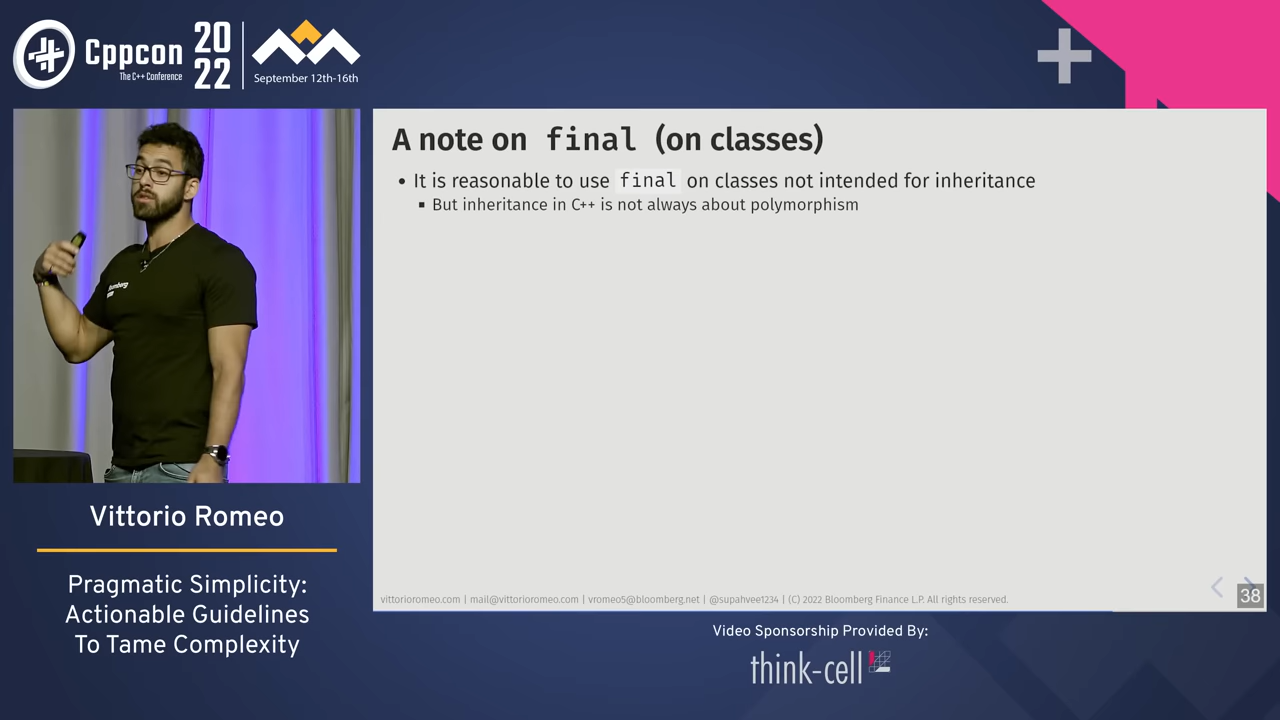 Cppcon
The C++ Conference
20
22
September 12th-16th
A note on final (on classes)
• It is reasonable to use final on classes not intended for inheritance
▪ But inheritance in C++ is not always about polymorphism
Vittorio Romeo
Pragmatic Simplicity:
Actionable Guidelines
To Tame Complexity
vittorioromeo.com | mail@vittorioromeo.com | vromeo5@bloomberg.net | @supahvee1234 | (C) 2022 Bloomberg Finance L.P. All rights reserved.
38
Video Sponsorship Provided By:
think-cell